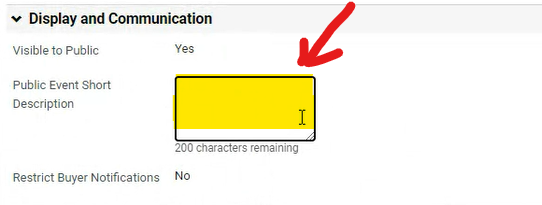 Display and Communication
Visible to Public Yes
Public Event Short
Description
200 characters remaining
Restrict Buyer Notifications No